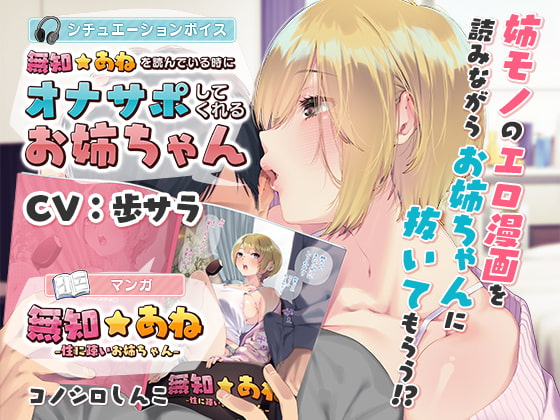 シチュエーションボイス
無知★あねを読んでいる時に
オナサポしてくれる
お姉ちゃん
CV：歩サラ
マンガ
無知★あね
-性に疎いお姉ちゃん-
コノシロしんこ
姉モノのエロ漫画を
読みながらお姉ちゃんに
抜いてもらう!?
無知★あね